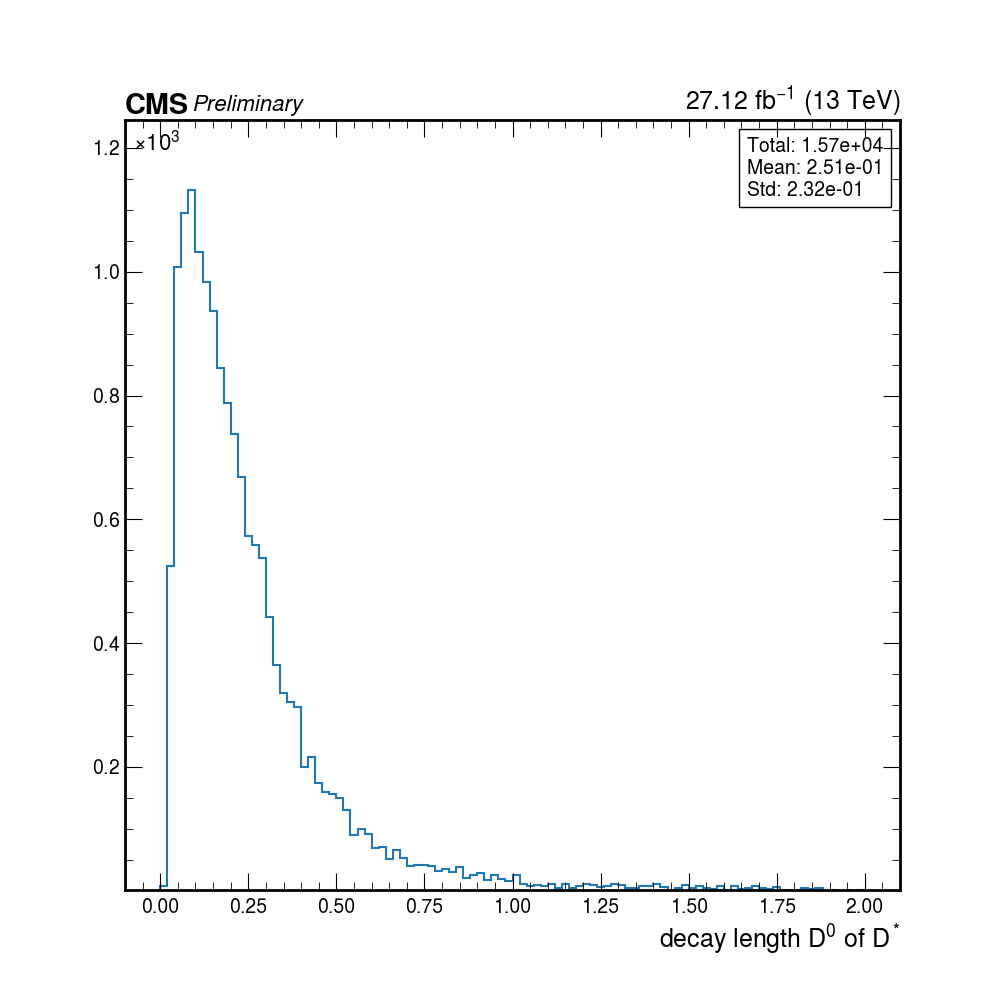 CMS Preliminary 27.12 fb⁻¹ (13 TeV)
×10³
Total: 1.57e+04
Mean: 2.51e-01
Std: 2.32e-01
1.2
1.0
0.8
0.6
0.4
0.2
0.00 0.25 0.50 0.75 1.00 1.25 1.50 1.75 2.00
decay length D⁰ of D*